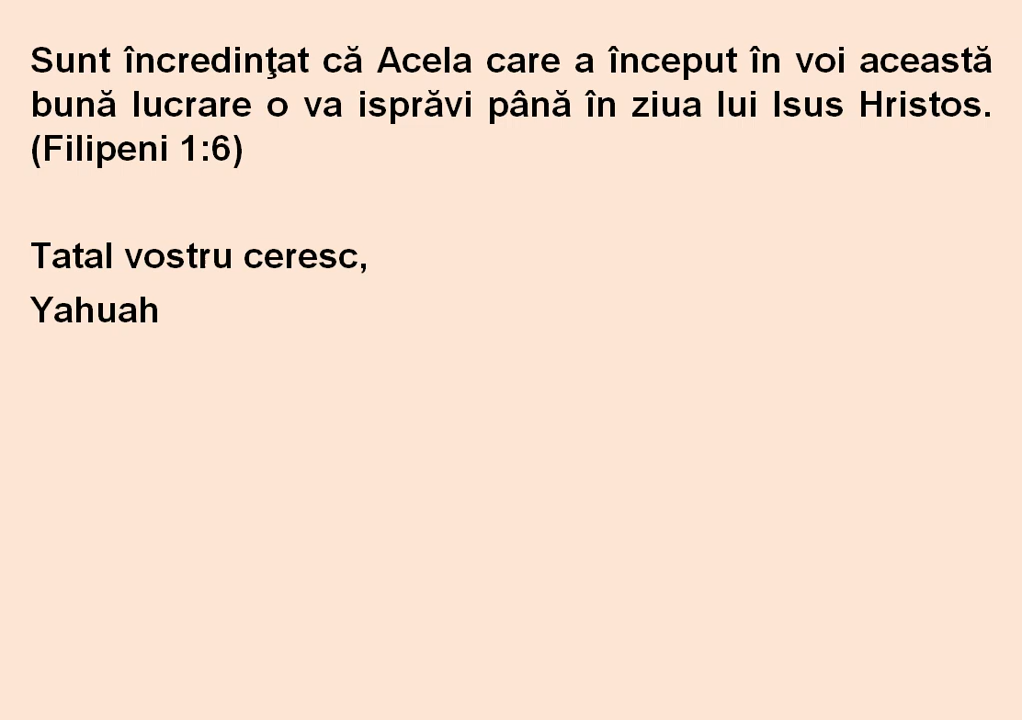 Sunt încredinţat că Acela care a început în voi această
bună lucrare o va isprăvi până în ziua lui Isus Hristos.
(Filipeni 1:6)
Tatal vostru ceresc,
Yahuah